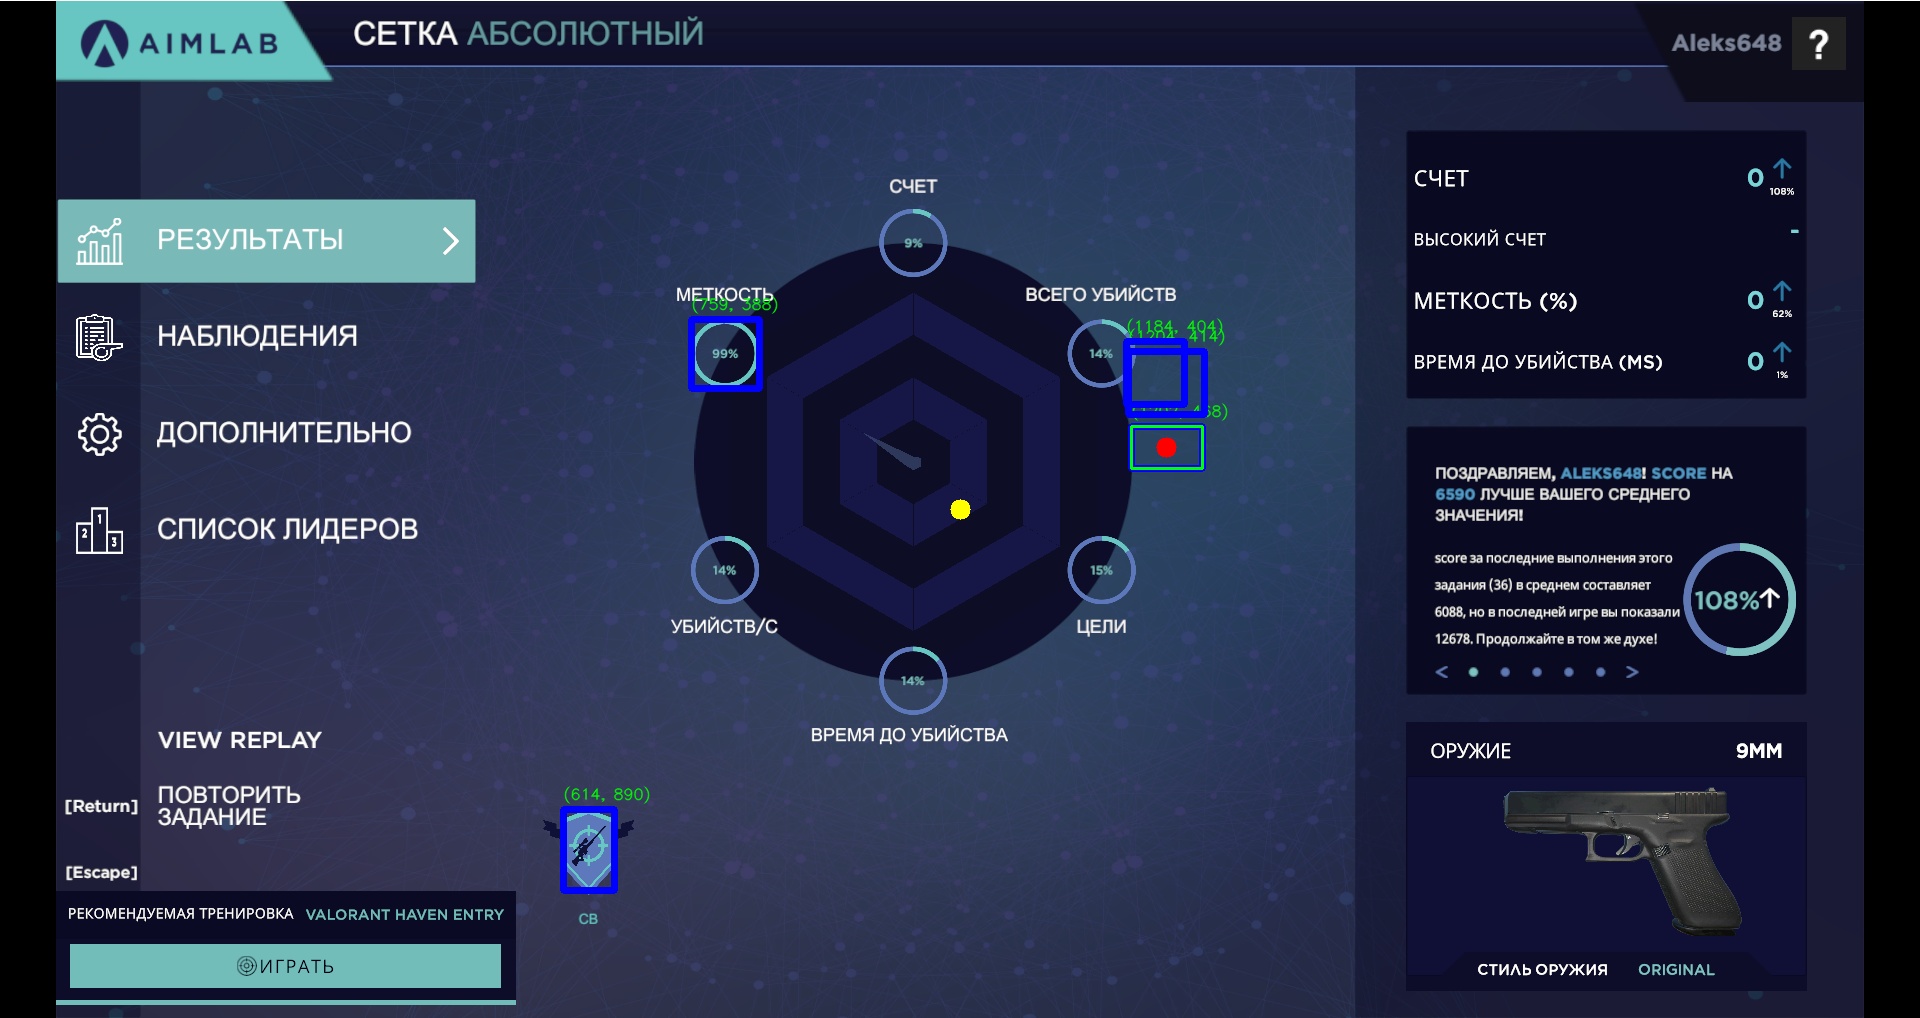 AIMLAB
СЕТКА АБСОЛЮТНЫЙ
Aleks648
?
РЕЗУЛЬТАТЫ
НАБЛЮДЕНИЯ
ДОПОЛНИТЕЛЬНО
СПИСОК ЛИДЕРОВ
VIEW REPLAY
[Return] ПОВТОРИТЬ
ЗАДАНИЕ
[Escape]
РЕКОМЕНДУЕМАЯ ТРЕНИРОВКА VALORANT HAVEN ENTRY
ИГРАТЬ
СЧЕТ
9%
МЕТКОСТЬ
(759, 388)
99%
ВСЕГО УБИЙСТВ
(1184, 404)
14%
14%
УБИЙСТВ/С
15%
ЦЕЛИ
14%
ВРЕМЯ ДО УБИЙСТВА
(614, 890)
СВ
СЧЕТ 0
108%
ВЫСОКИЙ СЧЕТ -
МЕТКОСТЬ (%) 0
62%
ВРЕМЯ ДО УБИЙСТВА (MS) 0
1%
ПОЗДРАВЛЯЕМ, ALEKS648! SCORE НА
6590 ЛУЧШЕ ВАШЕГО СРЕДНЕГО
ЗНАЧЕНИЯ!
score за последние выполнения этого
задания (36) в среднем составляет
6088, но в последней игре вы показали
12678. Продолжайте в том же духе!
108%
ОРУЖИЕ 9MM
СТИЛЬ ОРУЖИЯ ORIGINAL